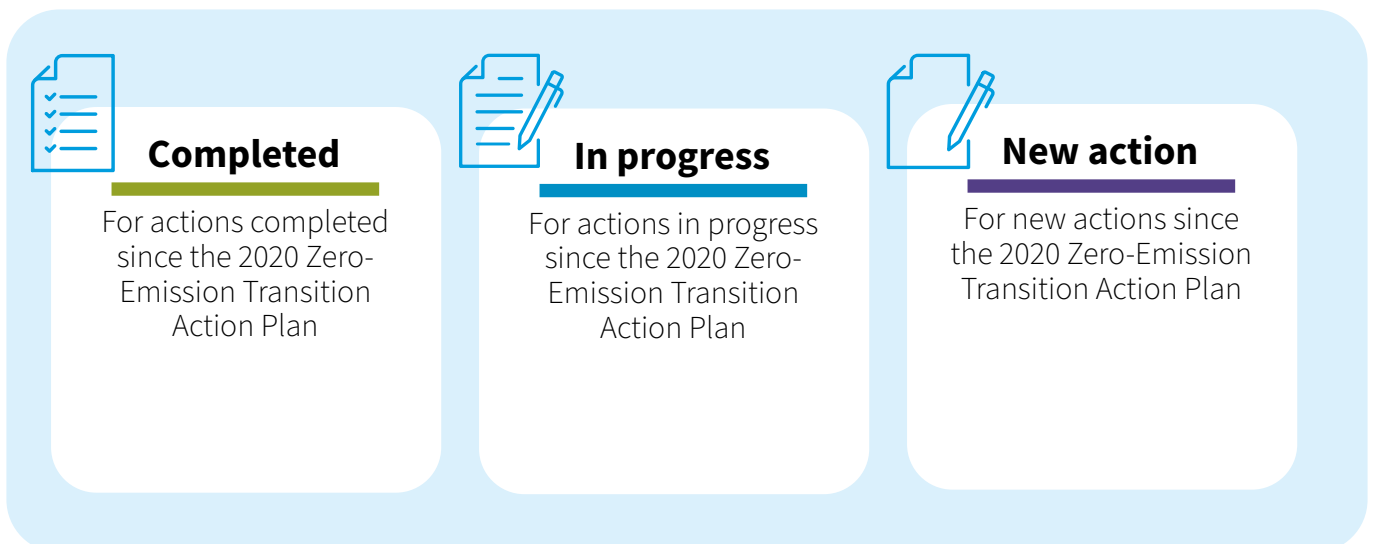 Completed
For actions completed
since the 2020 Zero-
Emission Transition
Action Plan
In progress
For actions in progress
since the 2020 Zero-
Emission Transition
Action Plan
New action
For new actions since
the 2020 Zero-Emission
Transition Action Plan